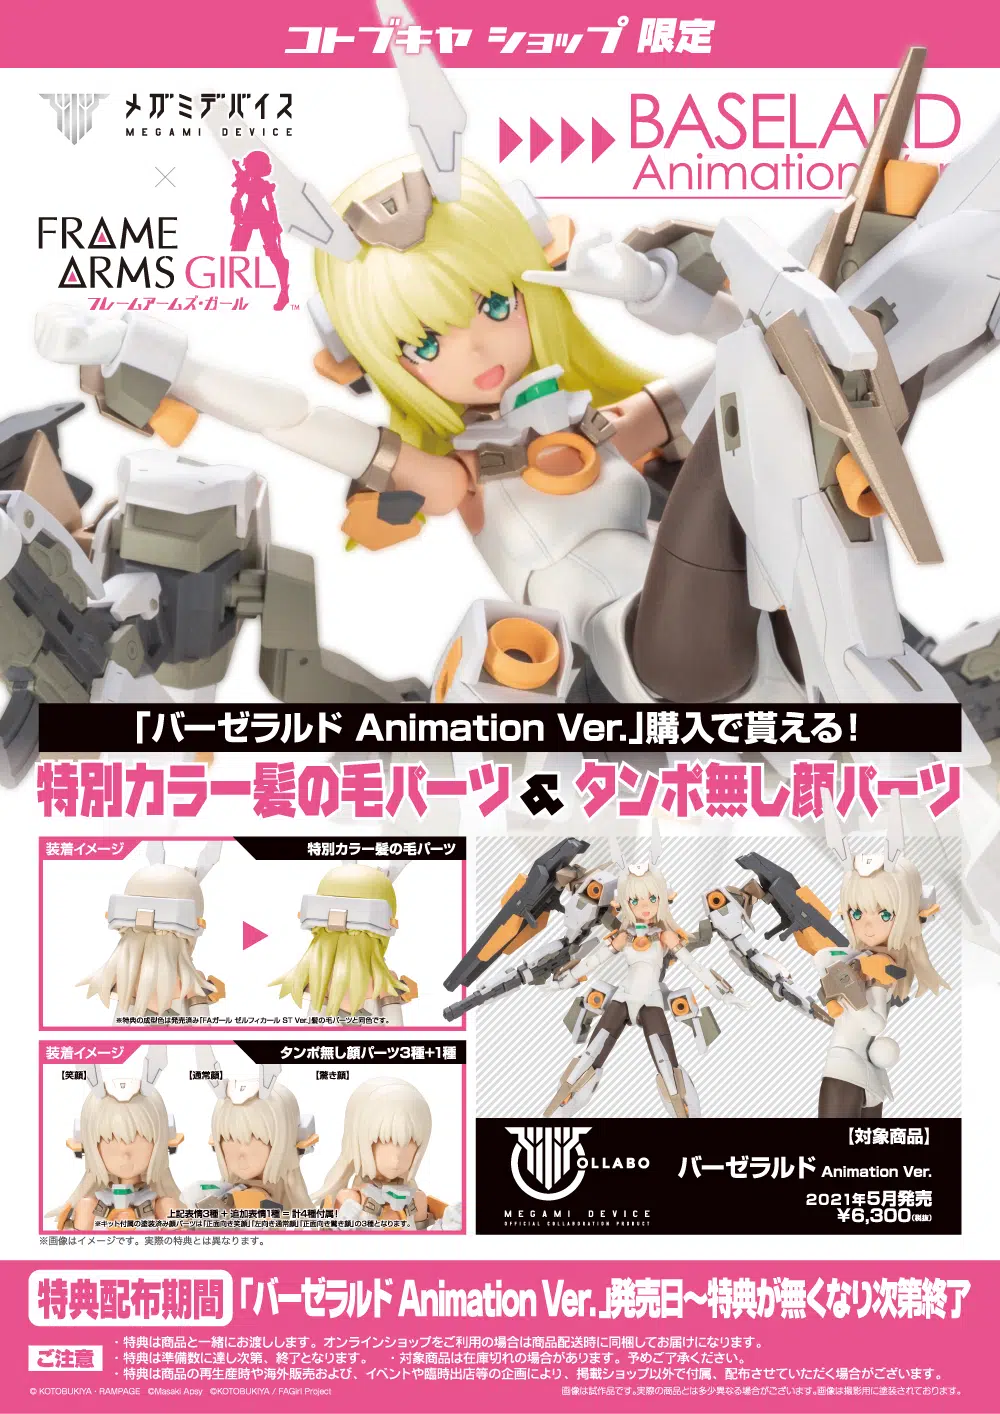 コトブキヤ ショップ 限定
メガミデバイス
MEGAMI DEVICE
×
FRAME
ARMS GIRL
フレームアームズ・ガール
TM
BASELARD
Animation Ver.
「バーゼラルド Animation Ver.」購入で貰える!
特別カラー髪の毛パーツ & タンポ無し顔パーツ
装着イメージ
特別カラー髪の毛パーツ
※特典の成型色は発売済み「FAガール ゼルフィカール ST Ver.」髪の毛パーツと同色です。
装着イメージ
タンポ無し顔パーツ3種+1種
【笑顔】
【通常顔】
【驚き顔】
上記表情3種 + 追加表情1種 = 計4種付属!
※キット付属の塗装済み顔パーツは「正面向き笑顔」「左向き通常顔」「正面向き驚き顔」の3種となります。
※画像はイメージです。実際の特典とは異なります。
COLLABO
MEGAMI DEVICE
OFFICIAL COLLABORATION PRODUCT
【対象商品】
バーゼラルド Animation Ver.
2021年5月発売
¥6,300(税抜)
特典配布期間 「バーゼラルド Animation Ver.」発売日〜特典が無くなり次第終了
ご注意
・特典は商品と一緒にお渡しします。オンラインショップをご利用の場合は商品配送時に同梱してお届けになります。
・特典は準備数に達し次第、終了となります。 ・対象商品は在庫切れの場合があります。予めご了承ください。
・特典は商品の再生産時や海外販売および、イベントや臨時出店等の企画により、掲載ショップ以外で付属、配布させていただく場合がございます。
© KOTOBUKIYA・RAMPAGE ©Masaki Apsy ©KOTOBUKIYA / FAGirl Project
画像は試作品です。実際の商品とは多少異なる場合がございます。画像は撮影用に塗装されております。